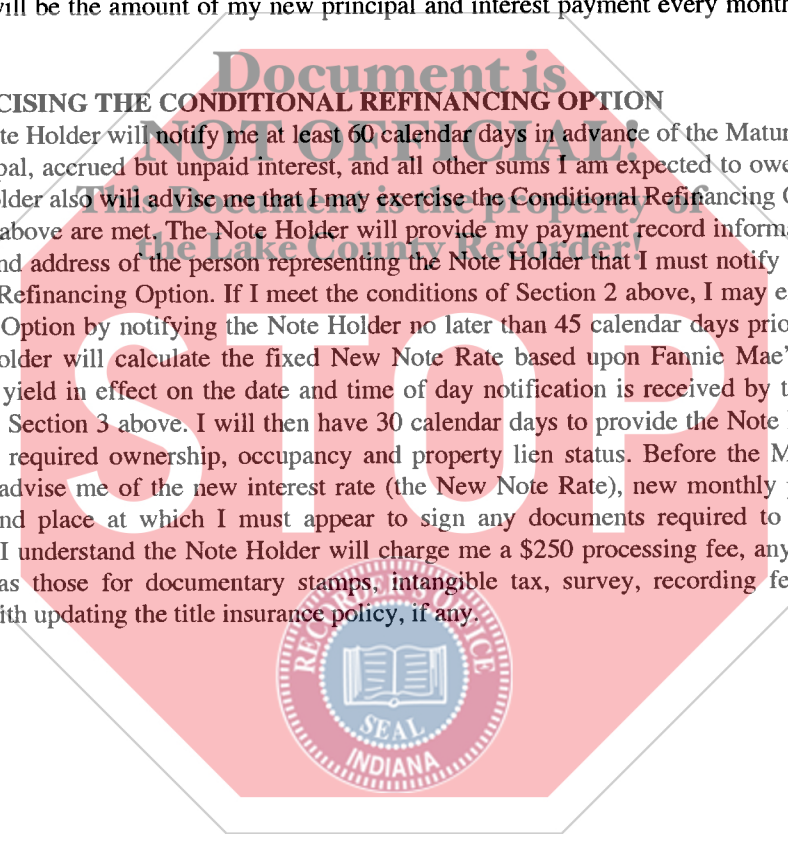 will be the amount of my new principal and interest payment every month
Document is
NOT OFFICIAL!
This Document is the property of
the Lake County Recorder!
CISING THE CONDITIONAL REFINANCING OPTION
te Holder will notify me at least 60 calendar days in advance of the Matur
pal, accrued but unpaid interest, and all other sums I am expected to owe
lder also will advise me that I may exercise the Conditional Refinancing
above are met. The Note Holder will provide my payment record inform
nd address of the person representing the Note Holder that I must notify
Refinancing Option. If I meet the conditions of Section 2 above, I may e
Option by notifying the Note Holder no later than 45 calendar days prio
older will calculate the fixed New Note Rate based upon Fannie Mae'
yield in effect on the date and time of day notification is received by t
Section 3 above. I will then have 30 calendar days to provide the Note
required ownership, occupancy and property lien status. Before the M
advise me of the new interest rate (the New Note Rate), new monthly
nd place at which I must appear to sign any documents required to
I understand the Note Holder will charge me a $250 processing fee, any
as those for documentary stamps, intangible tax, survey, recording fe
ith updating the title insurance policy, if any.
STOP
RECORDER'S OFFICE
SEAL
INDIANA